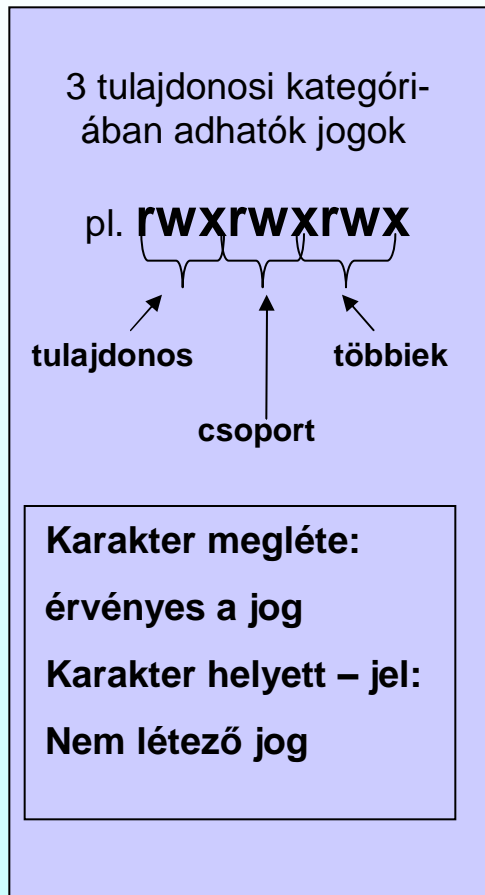 3 tulajdonosi kategóri-
ában adhatók jogok
pl. rwxrwxrwx
tulajdonos többiek
csoport
Karakter megléte:
érvényes a jog
Karakter helyett – jel:
Nem létező jog